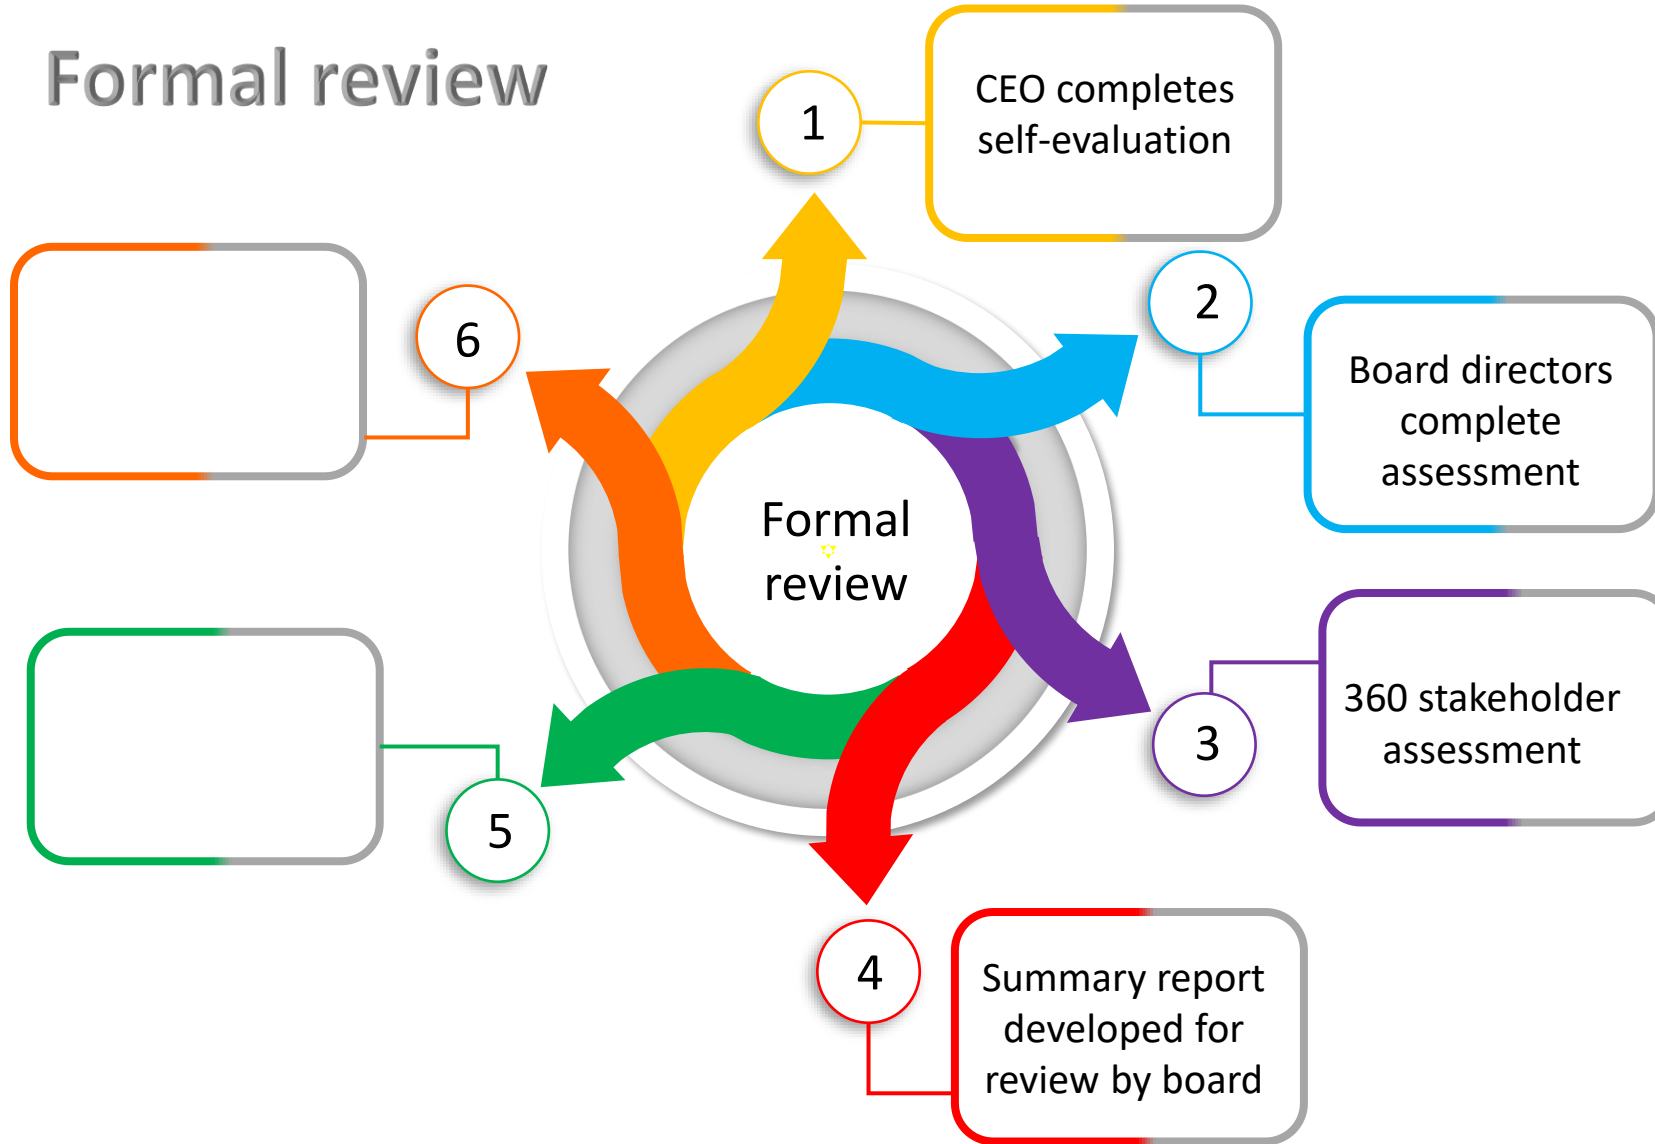 Formal review
1
CEO completes
self-evaluation
2
Board directors
complete
assessment
3
360 stakeholder
assessment
4
Summary report
developed for
review by board
5
6
Formal
review